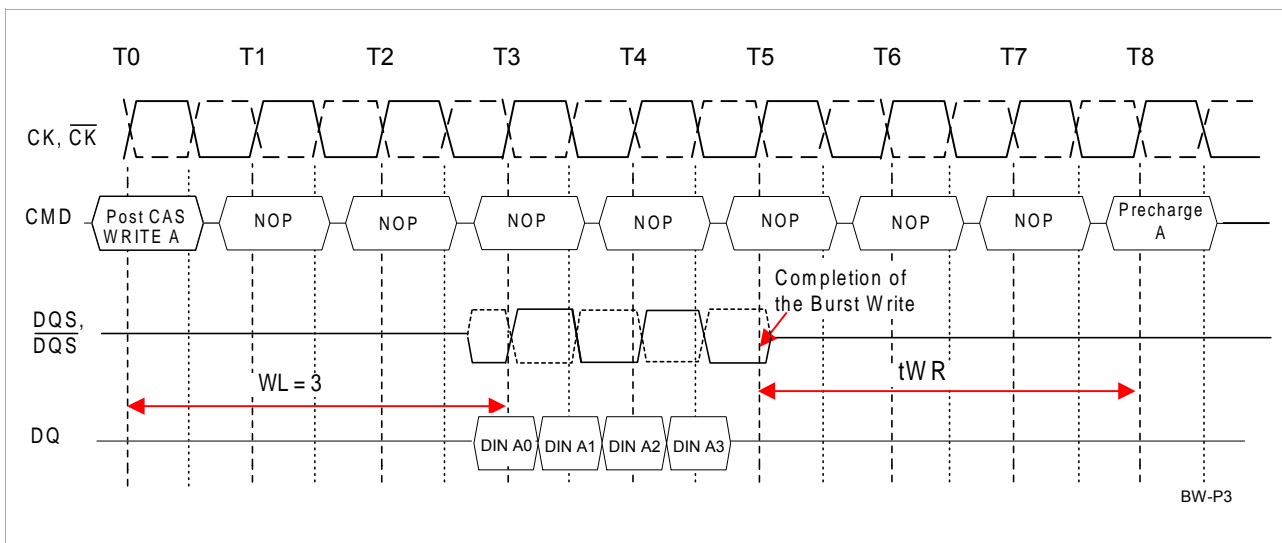 T0 T1 T2 T3 T4 T5 T6 T7 T8
CK, CK
CMD
Post CAS
WRITE A
NOP NOP NOP NOP NOP NOP NOP
Precharge
A
Completion of
the Burst Write
DQS,
DQS
WL = 3
tWR
DQ
DIN A0 DIN A1 DIN A2 DIN A3
BW-P3